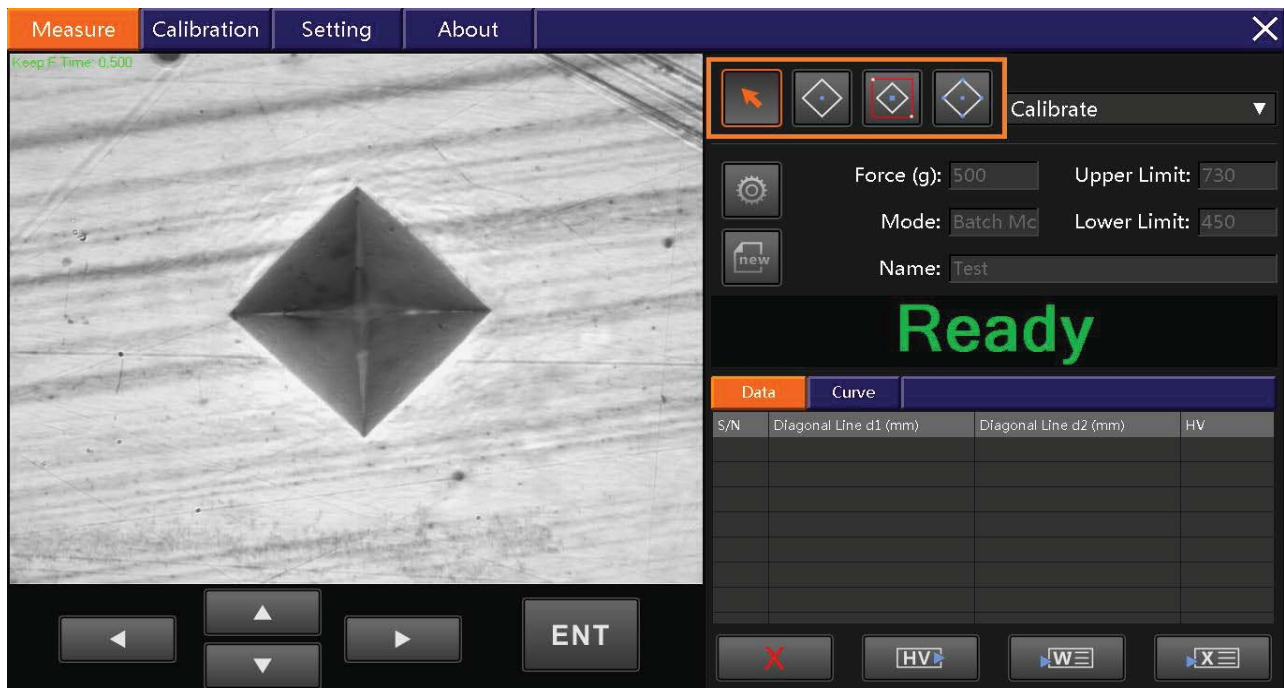 Measure Calibration Setting About
Keep F Time: 0.500
Calibrate
Force (g): 500 Upper Limit: 730
Mode: Batch Mc Lower Limit: 450
new
Name: Test
Ready
Data Curve
S/N Diagonal Line d1 (mm) Diagonal Line d2 (mm) HV
ENT
X HV W X